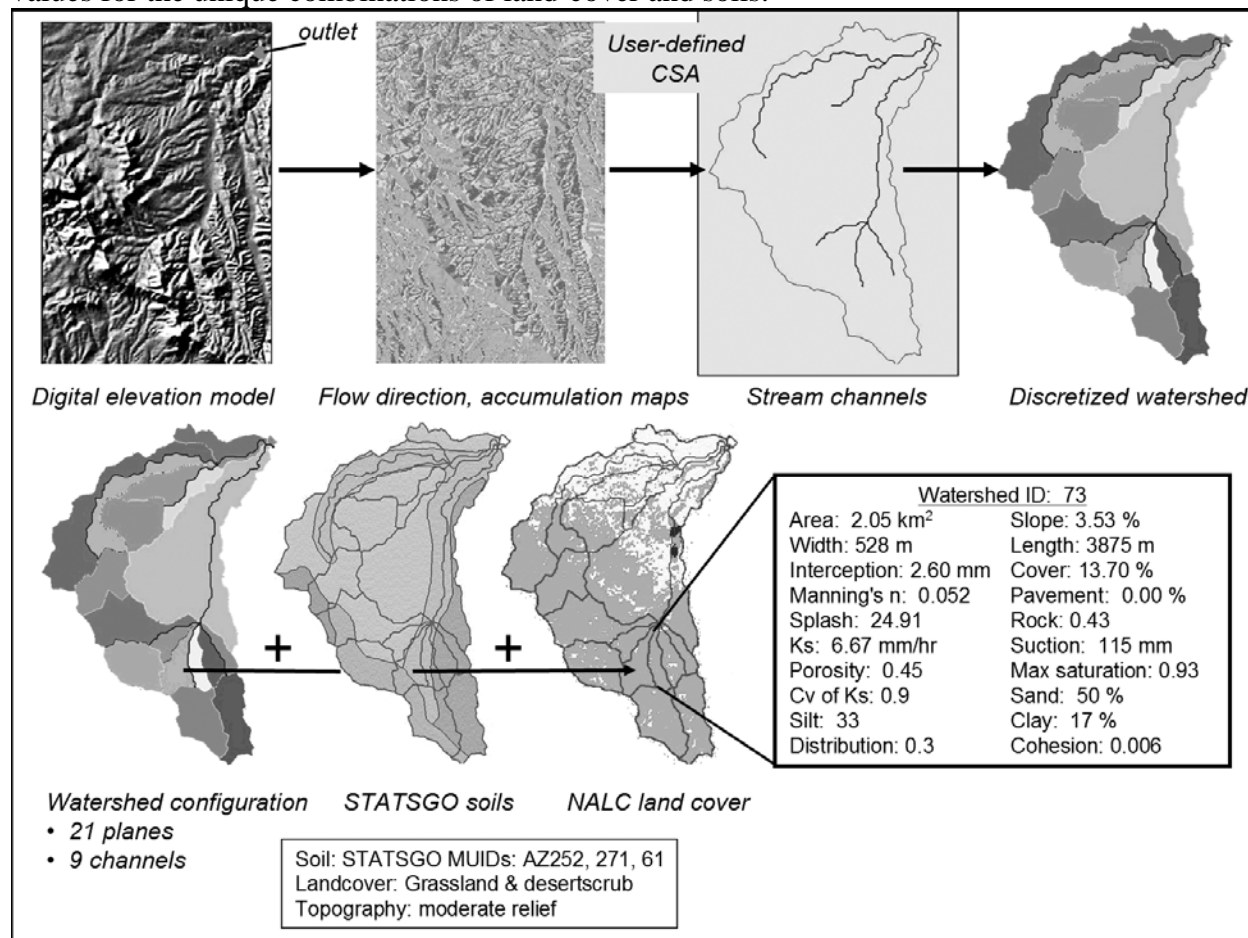 values for the unique combinations of land-cover and soils.
outlet
User-defined
CSA
Digital elevation model
Flow direction, accumulation maps
Stream channels
Discretized watershed
Watershed ID: 73
Area: 2.05 km²
Slope: 3.53 %
Width: 528 m
Length: 3875 m
Interception: 2.60 mm
Cover: 13.70 %
Manning's n: 0.052
Pavement: 0.00 %
Splash: 24.91
Rock: 0.43
Ks: 6.67 mm/hr
Suction: 115 mm
Porosity: 0.45
Max saturation: 0.93
Cv of Ks: 0.9
Sand: 50 %
Silt: 33
Clay: 17 %
Distribution: 0.3
Cohesion: 0.006
+
+
Watershed configuration
• 21 planes
• 9 channels
STATSGO soils
NALC land cover
Soil: STATSGO MUIDs: AZ252, 271, 61
Landcover: Grassland & desertscrub
Topography: moderate relief